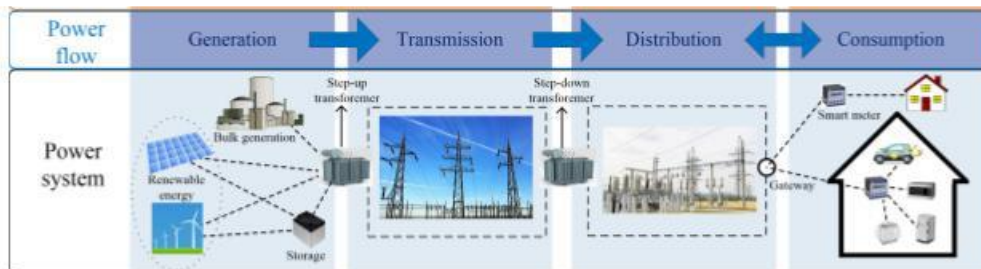 Power
flow
Generation
Transmission
Distribution
Consumption
Power
system
Bulk generation
Renewable
energy
Storage
Step-up
transforemer
Step-down
transforemer
Gateway
Smart meter